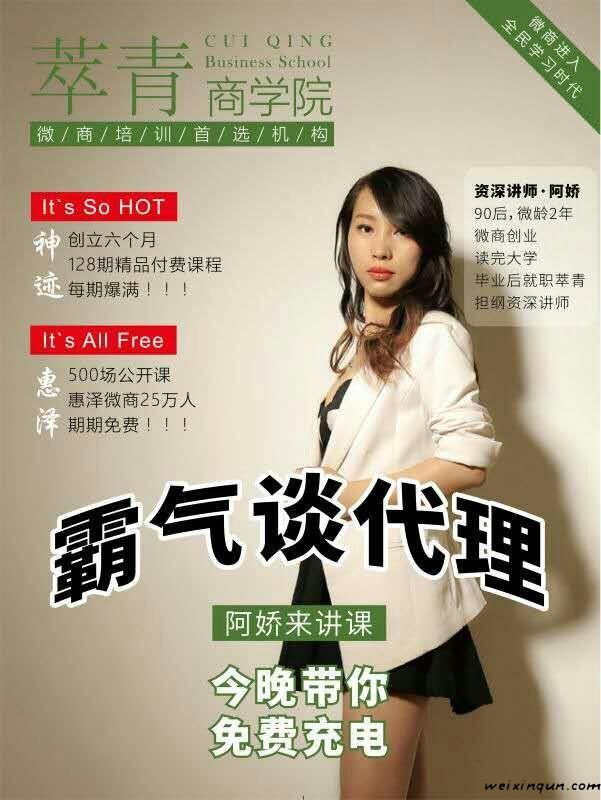 萃青
CUI QING
Business School
商学院
微/商/培/训/首/选/机/构
微商进入
全民学习时代
It`s So HOT
神迹
创立六个月
128期精品付费课程
每期爆满！！！
资深讲师·阿娇
90后，微龄2年
微商创业
读完大学
毕业后就职萃青
担纲资深讲师
It`s All Free
惠泽
500场公开课
惠泽微商25万人
期期免费！！！
霸气谈代理
阿娇来讲课
今晚带你
免费充电
weixinqun.com